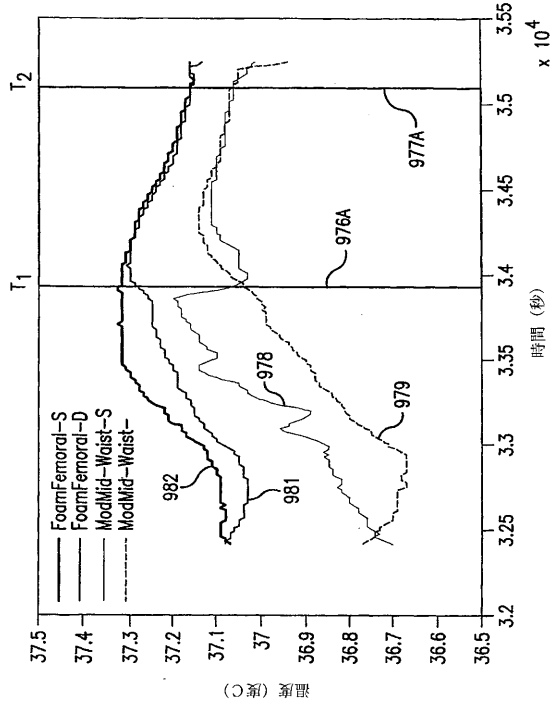 FoamFemoral-S
FoamFemoral-D
ModMid-Waist-S
ModMid-Waist-
T1
T2
982
981
978
979
976A
977A
37.5
37.4
37.3
37.2
37.1
37
36.9
36.8
36.7
36.6
36.5
温度 (度C)
3.2
3.25
3.3
3.35
3.4
3.45
3.5
3.55
x 10⁴
時間 (秒)